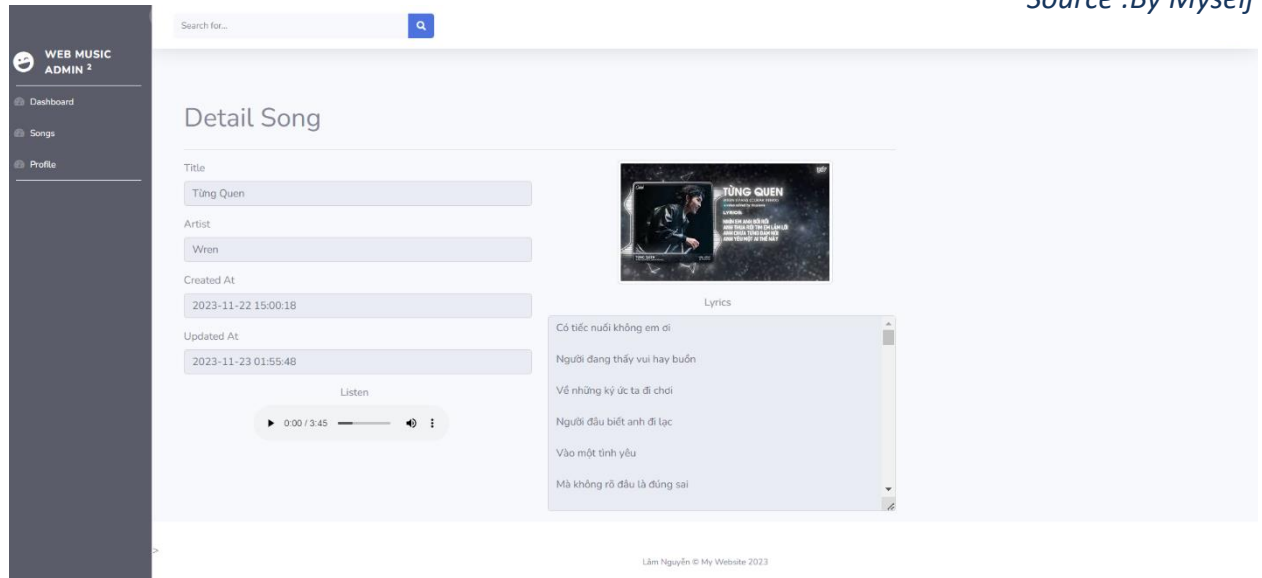 Source :By Myself
Search for...
WEB MUSIC
ADMIN 2
Dashboard
Songs
Profile
Detail Song
Title
Từng Quen
Artist
Wren
Created At
2023-11-22 15:00:18
Updated At
2023-11-23 01:55:48
Listen
0:00 / 3:45
TỪNG QUEN
LYRICS:
Lyrics
Có tiếc nuối không em ơi
Người đang thấy vui hay buồn
Về những ký ức ta đi chơi
Người đâu biết anh đi lạc
Vào một tình yêu
Mà không rõ đâu là đúng sai
>
Lâm Nguyễn © My Website 2023